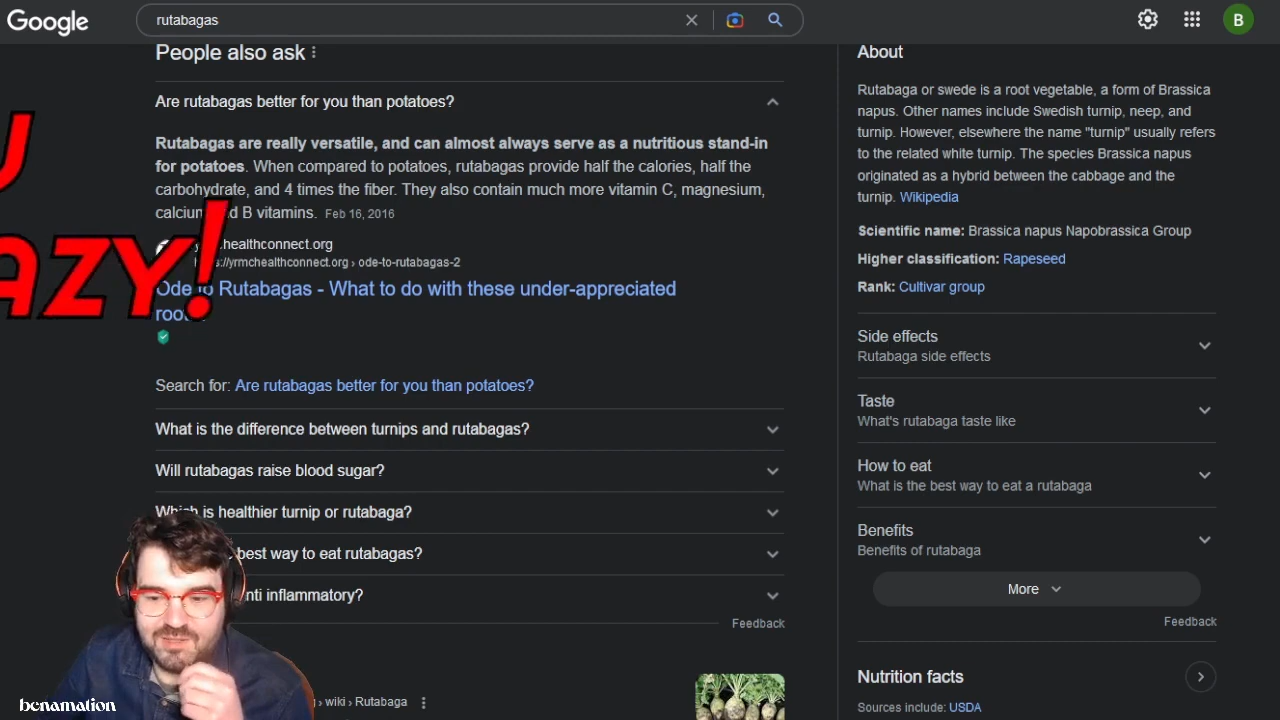 Google
rutabagas
B
People also ask
Are rutabagas better for you than potatoes?
Rutabagas are really versatile, and can almost always serve as a nutritious stand-in
for potatoes. When compared to potatoes, rutabagas provide half the calories, half the
carbohydrate, and 4 times the fiber. They also contain much more vitamin C, magnesium,
B vitamins. Feb 16, 2016
AZY!
https://yrmchealthconnect.org › ode-to-rutabagas-2
Ode to Rutabagas - What to do with these under-appreciated
Search for: Are rutabagas better for you than potatoes?
What is the difference between turnips and rutabagas?
Will rutabagas raise blood sugar?
Which is healthier turnip or rutabaga?
best way to eat rutabagas?
inflammatory?
Feedback
› wiki › Rutabaga
bcnamation
About
Rutabaga or swede is a root vegetable, a form of Brassica
napus. Other names include Swedish turnip, neep, and
turnip. However, elsewhere the name "turnip" usually refers
to the related white turnip. The species Brassica napus
originated as a hybrid between the cabbage and the
turnip. Wikipedia
Scientific name: Brassica napus Napobrassica Group
Higher classification: Rapeseed
Rank: Cultivar group
Side effects
Rutabaga side effects
Taste
What's rutabaga taste like
How to eat
What is the best way to eat a rutabaga
Benefits
Benefits of rutabaga
More
Feedback
Nutrition facts
Sources include: USDA